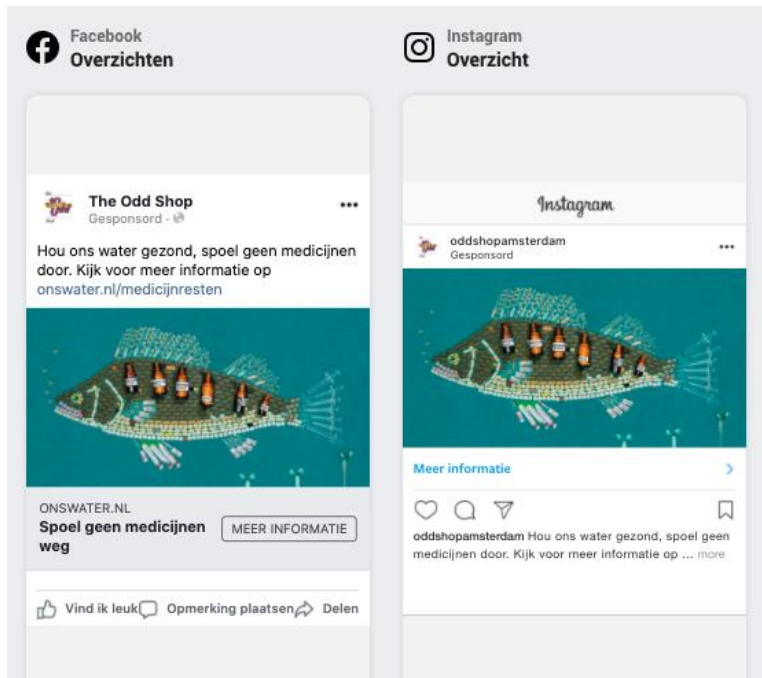 Facebook
Overzichten
The Odd Shop
Gesponsord ·
Hou ons water gezond, spoel geen medicijnen
door. Kijk voor meer informatie op
onswater.nl/medicijnresten
ONSWATER.NL
Spoel geen medicijnen
weg
MEER INFORMATIE
Vind ik leuk Opmerking plaatsen Delen
Instagram
Overzicht
Instagram
oddshopamsterdam
Gesponsord
Meer informatie
oddshopamsterdam Hou ons water gezond, spoel geen
medicijnen door. Kijk voor meer informatie op ... more